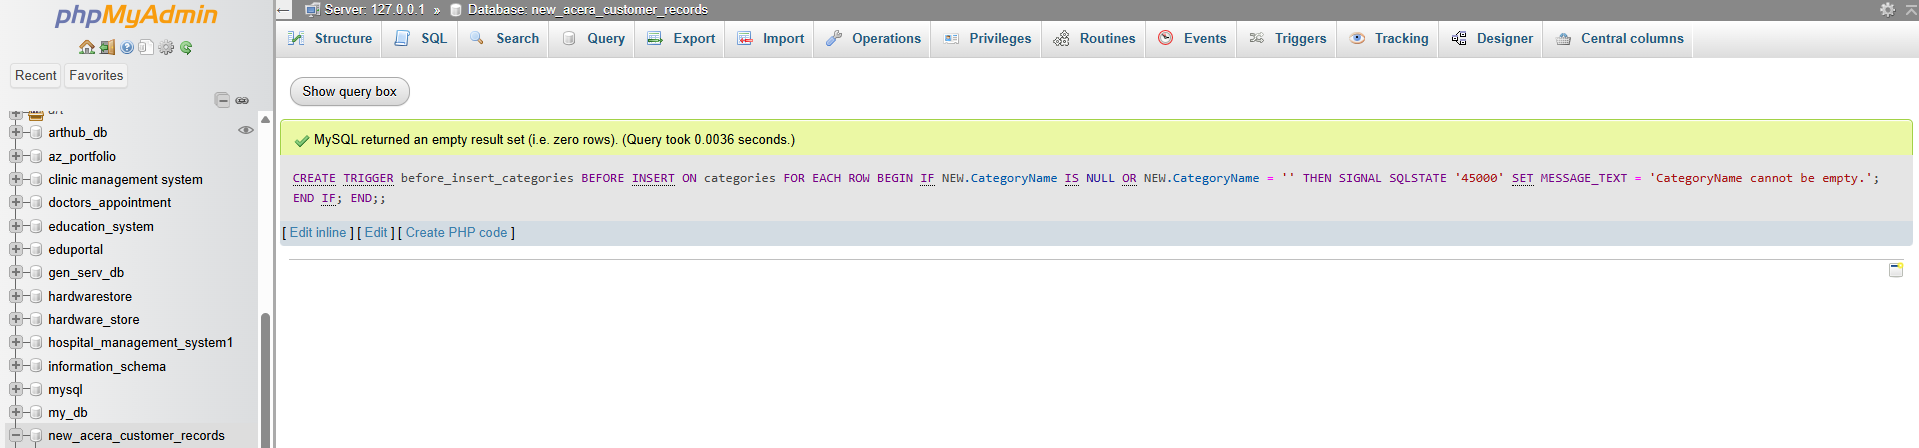 phpMyAdmin
Recent Favorites
art
arthub_db
az_portfolio
clinic management system
doctors_appointment
education_system
eduportal
gen_serv_db
hardwarestore
hardware_store
hospital_management_system1
information_schema
mysql
my_db
new_acera_customer_records
Server: 127.0.0.1 » Database: new_acera_customer_records
Structure SQL Search Query Export Import Operations Privileges Routines Events Triggers Tracking Designer Central columns
Show query box
MySQL returned an empty result set (i.e. zero rows). (Query took 0.0036 seconds.)
CREATE TRIGGER before_insert_categories BEFORE INSERT ON categories FOR EACH ROW BEGIN IF NEW.CategoryName IS NULL OR NEW.CategoryName = '' THEN SIGNAL SQLSTATE '45000' SET MESSAGE_TEXT = 'CategoryName cannot be empty.';
END IF; END;;
[ Edit inline ] [ Edit ] [ Create PHP code ]